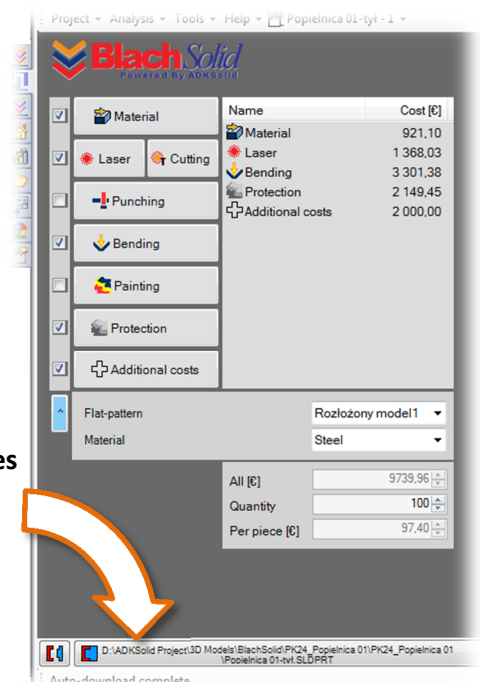 Project Analysis Tools Help Popielnica 01-tył - 1
BlachSolid
Powered By ADKSolid
Material
Laser Cutting
Punching
Bending
Painting
Protection
Additional costs
Name Cost [€]
Material 921,10
Laser 1 368,03
Bending 3 301,38
Protection 2 149,45
Additional costs 2 000,00
Flat-pattern Rozłożony model1
Material Steel
es
All [€] 9739,96
Quantity 100
Per piece [€] 97,40
D:\ADKSolid Project\3D Models\BlachSolid\PK24_Popielnica 01\PK24_Popielnica 01
\Popielnica 01-tył.SLDPRT
Auto-download complete